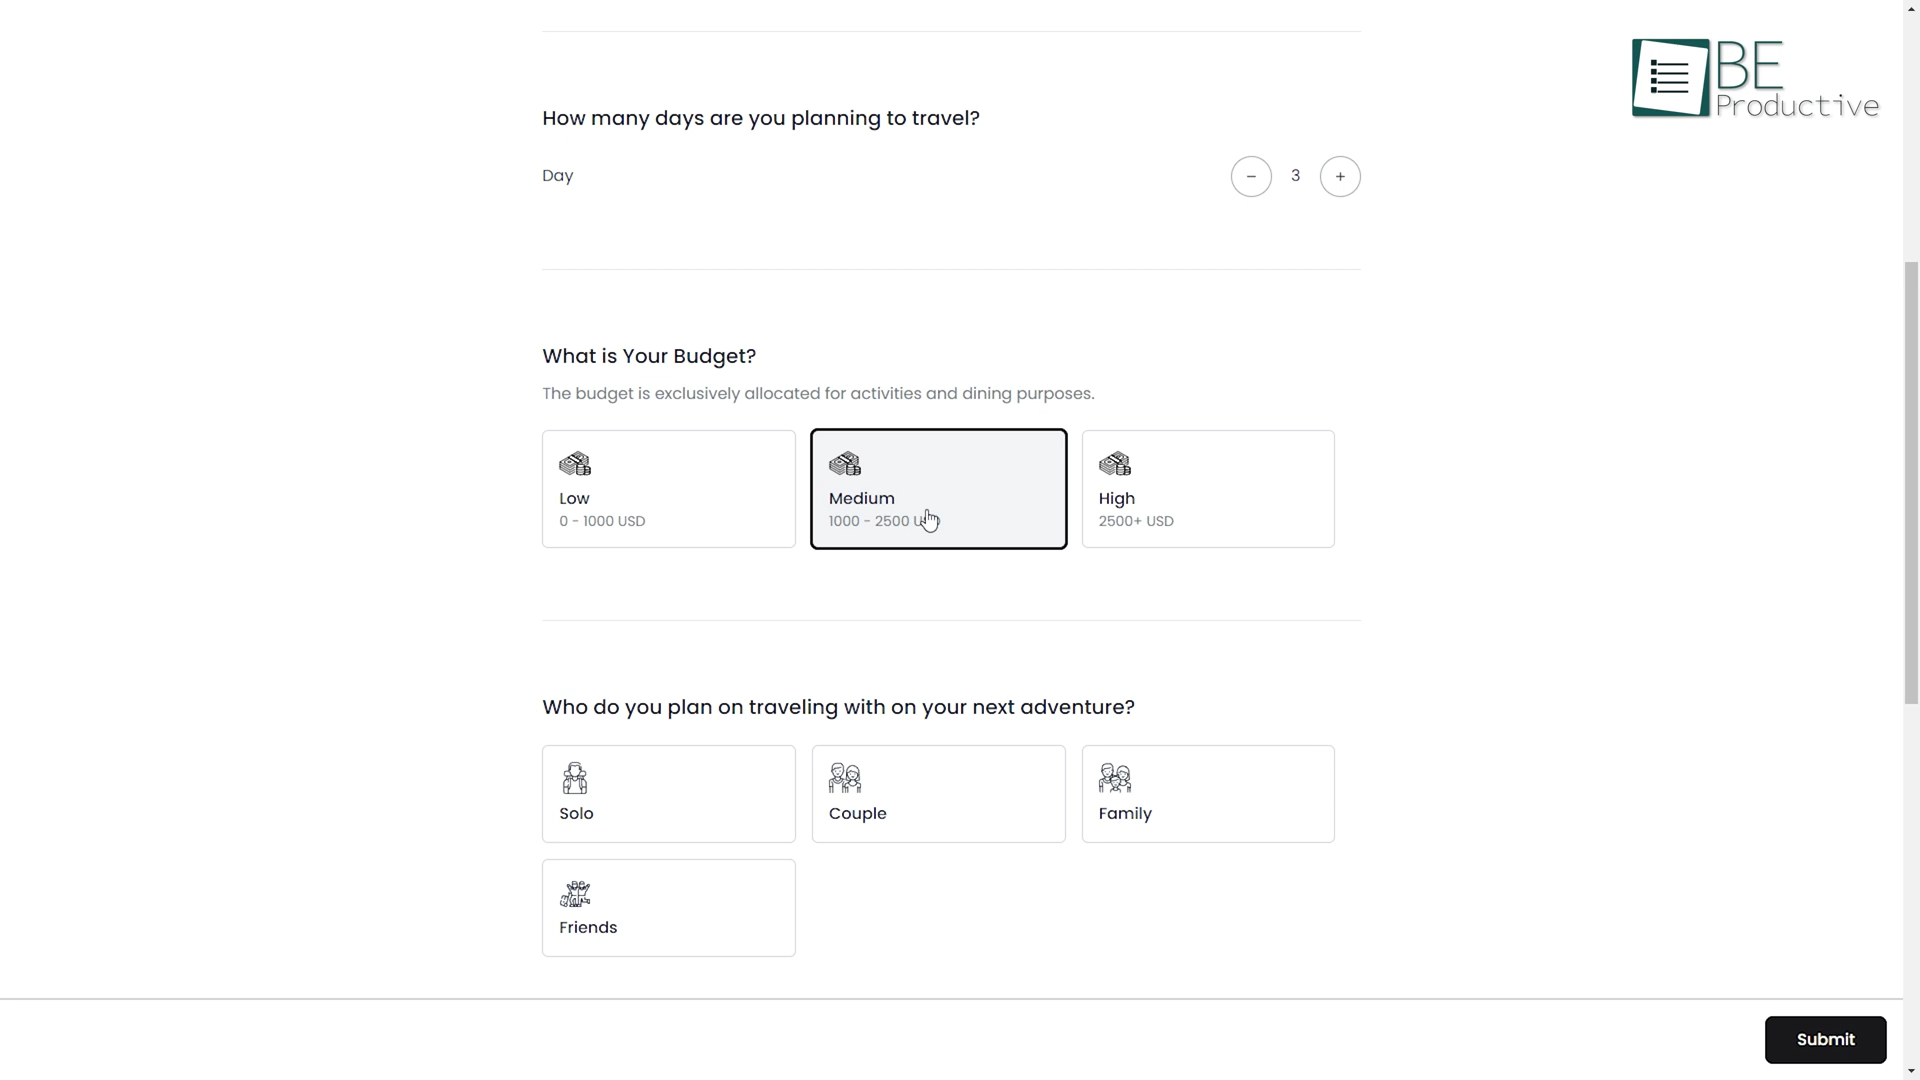 BE
Productive
How many days are you planning to travel?
Day
3
What is Your Budget?
The budget is exclusively allocated for activities and dining purposes.
Low
0 - 1000 USD
Medium
1000 - 2500 USD
High
2500+ USD
Who do you plan on traveling with on your next adventure?
Solo
Couple
Family
Friends
Submit